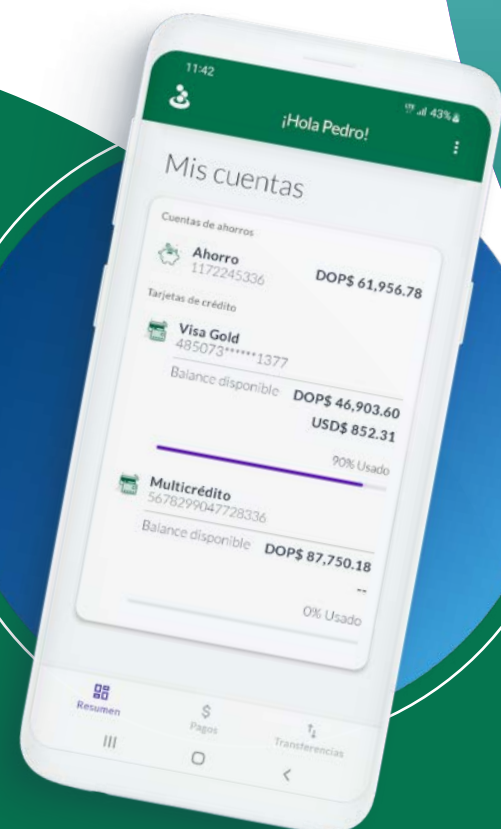 11:42
43%
¡Hola Pedro!
Mis cuentas
Cuentas de ahorros
Ahorro
1172245336
DOP$ 61,956.78
Tarjetas de crédito
Visa Gold
485073******1377
Balance disponible
DOP$ 46,903.60
USD$ 852.31
90% Usado
Multicrédito
5678299047728336
Balance disponible
DOP$ 87,750.18
--
0% Usado
Resumen
Pagos
Transferencias